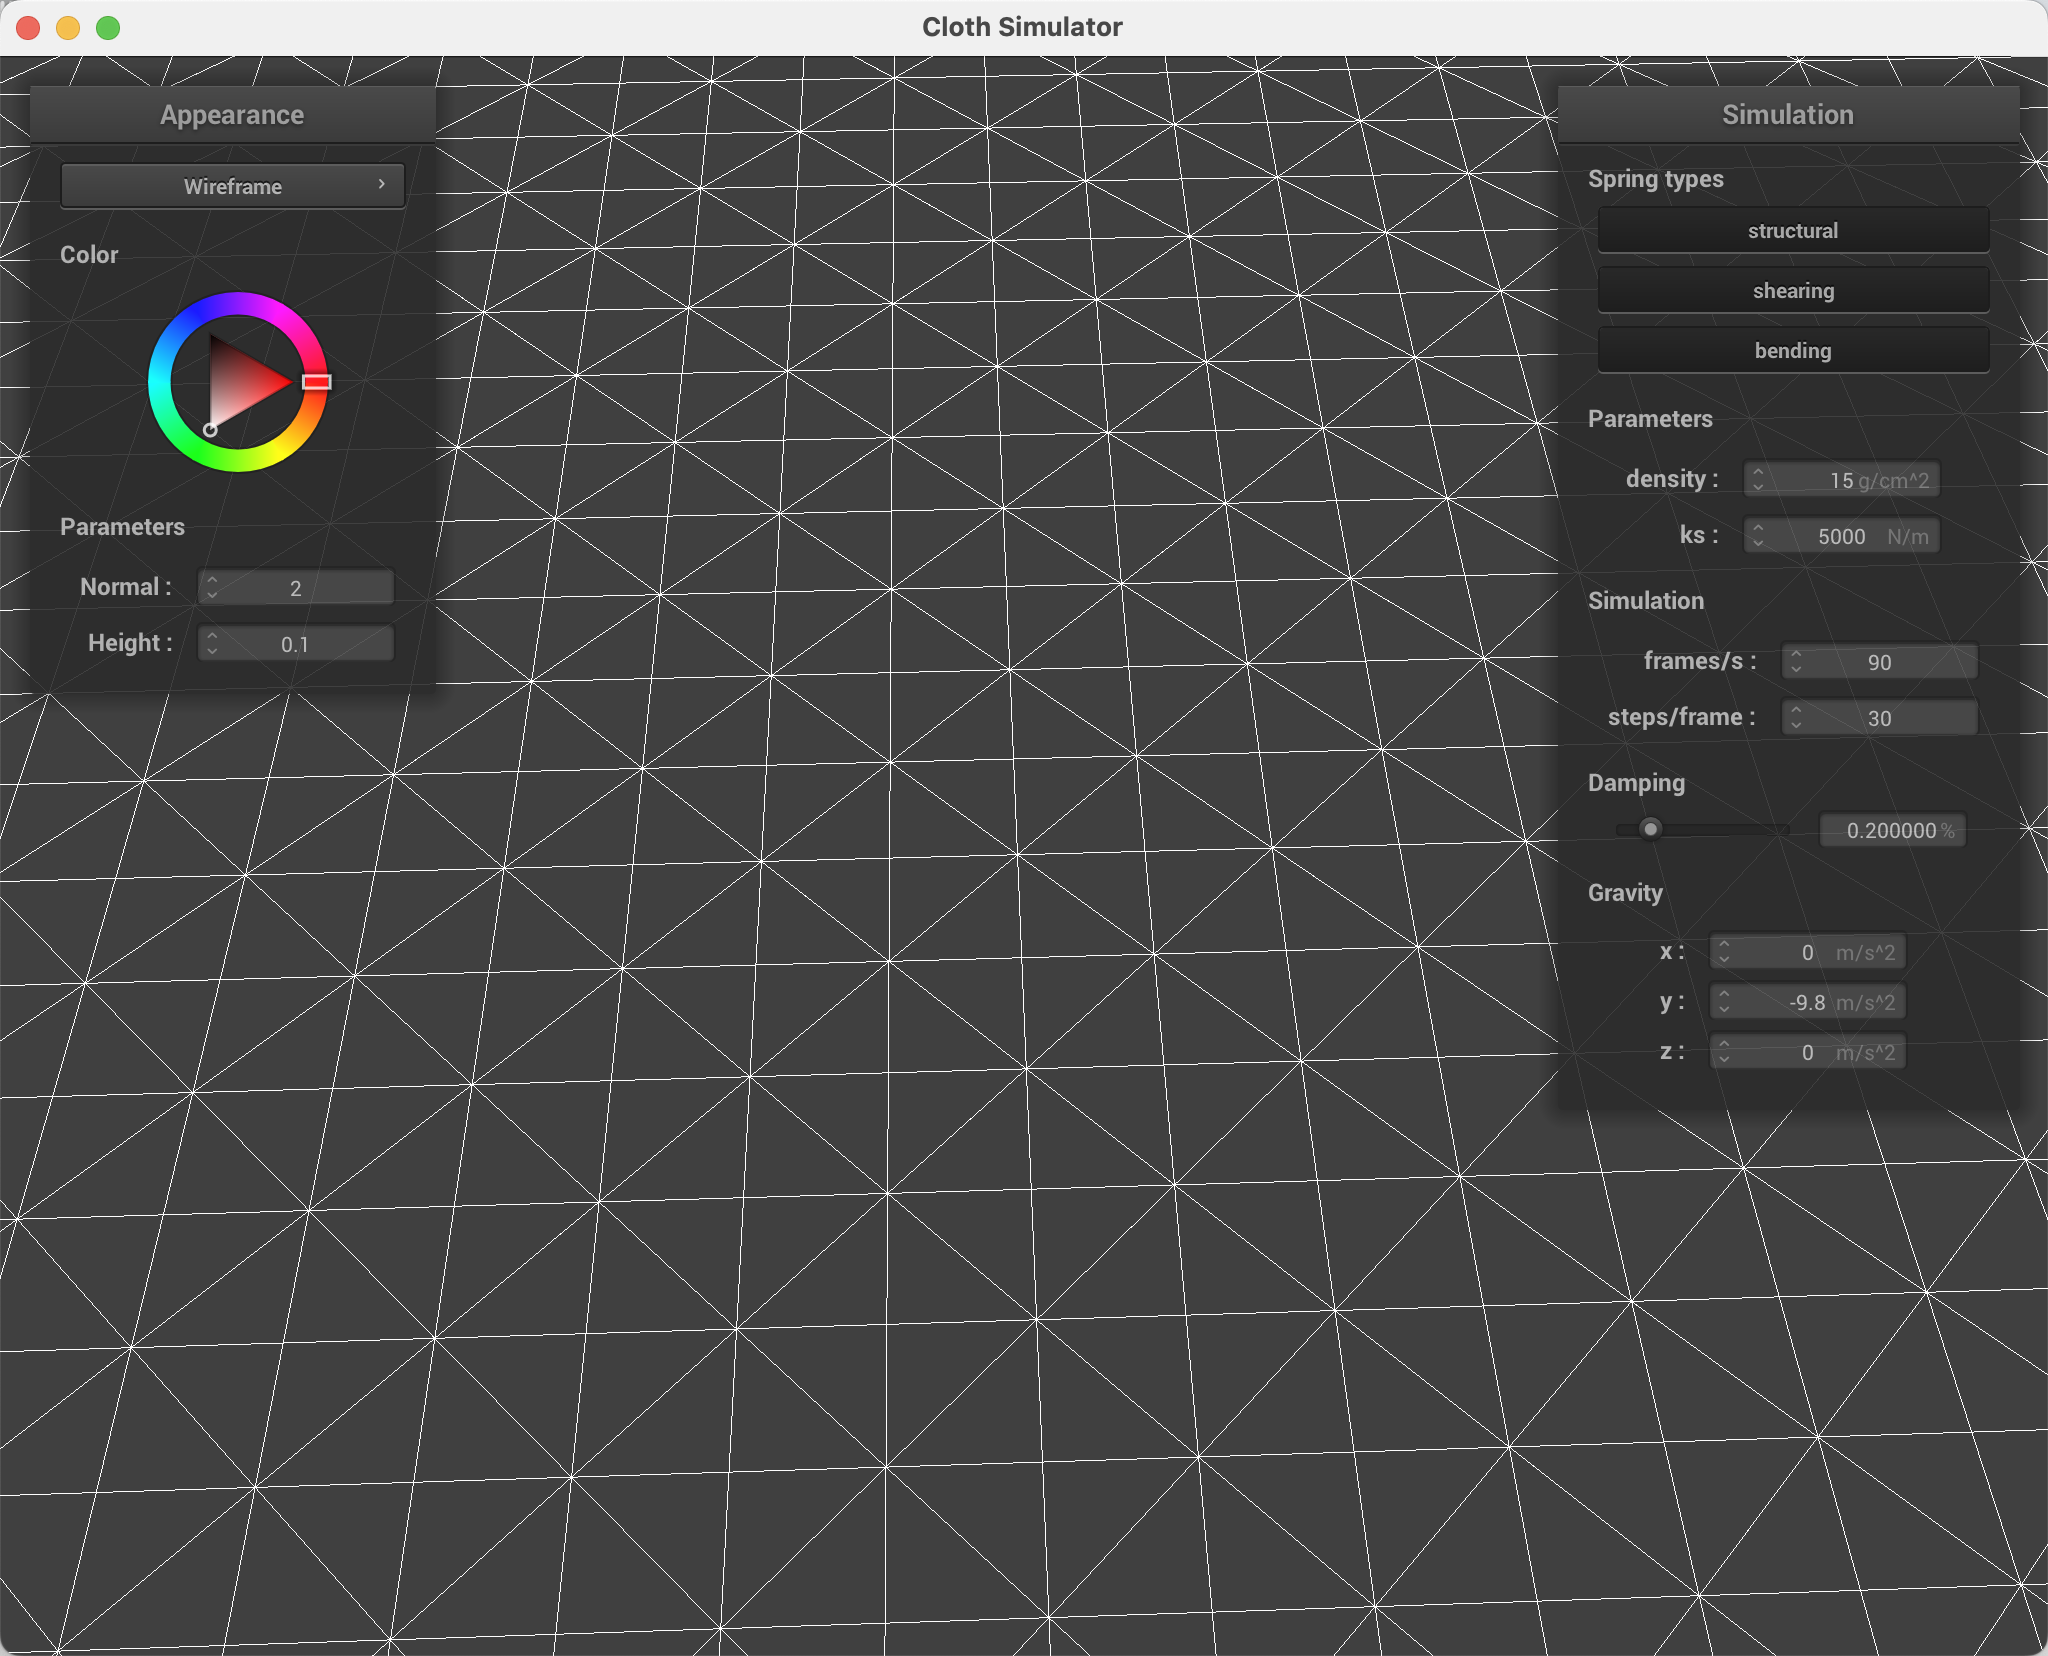 Cloth Simulator
Appearance
Wireframe
Color
Parameters
Normal : 2
Height : 0.1
Simulation
Spring types
structural
shearing
bending
Parameters
density : 15 g/cm^2
ks : 5000 N/m
Simulation
frames/s : 90
steps/frame : 30
Damping
0.200000 %
Gravity
x : 0 m/s^2
y : -9.8 m/s^2
z : 0 m/s^2